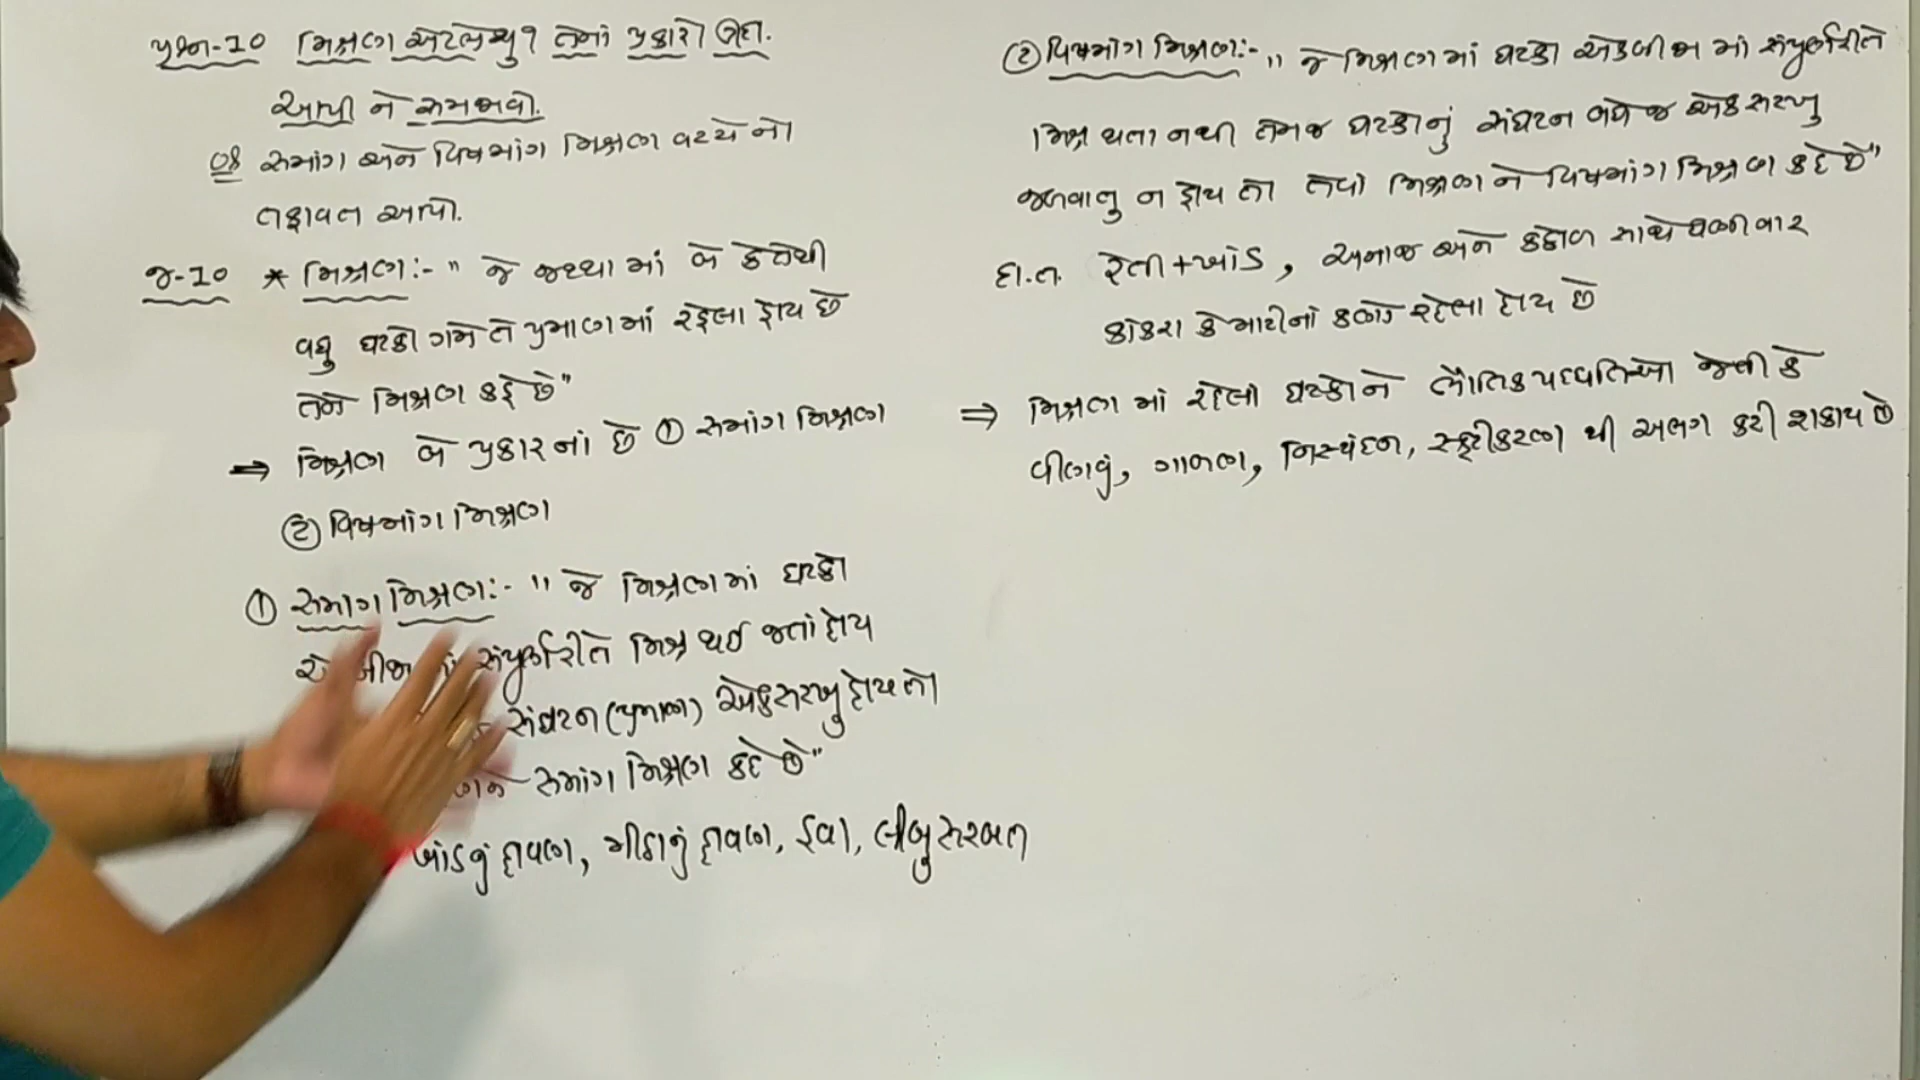 પ્રશ્ન-10 મિશ્રણ એટલે શુ? તેનાં પ્રકારો ઉદા.
આપી ને સમજાવો.
OR સમાંગ અને વિષમાંગ મિશ્રણ વચ્ચે નો
તફાવત આપો.
જ-10 * મિશ્રણ:- " જે જથ્થા માં બે કે તેથી
વધુ ઘટકો ગમે તે પ્રમાણમાં રહેલા હોય છે
તેને મિશ્રણ કહે છે"
⇒ મિશ્રણ બે પ્રકારનાં છે ① સમાંગ મિશ્રણ
② વિષમાંગ મિશ્રણ
① સમાંગ મિશ્રણ:- " જે મિશ્રણમાં ઘટકો
સંપુર્ણરીતે મિશ્ર થઈ જતાં હોય
સંઘટન (પ્રમાણ) એકસરખુ હોય તો
સમાંગ મિશ્રણ કહે છે"
ખાંડનું દ્રાવણ, મીઠાનું દ્રાવણ, હવા, લીંબુ સરબત
② વિષમાંગ મિશ્રણ:- " જે મિશ્રણમાં ઘટકો એકબીજા માં સંપુર્ણરીતે
મિશ્ર થતા નથી તેમજ ઘટકોનું સંઘટન બધે જ એકસરખુ
જળવાતુ ન હોય તો તેવા મિશ્રણ ને વિષમાંગ મિશ્રણ કહે છે"
દા.ત. રેતી+ખાંડ, અનાજ અને કઠોળ સાથે ઘણીવાર
કાંકરા કે માટીનાં કણો રહેલા હોય છે
⇒ મિશ્રણ માં રહેલા ઘટકોને ભૌતિક પદ્ધતિઓ જેવી કે
વીણવું, ગાળણ, નિસ્યંદન, સ્ફટીકરણ થી અલગ કરી શકાય છે